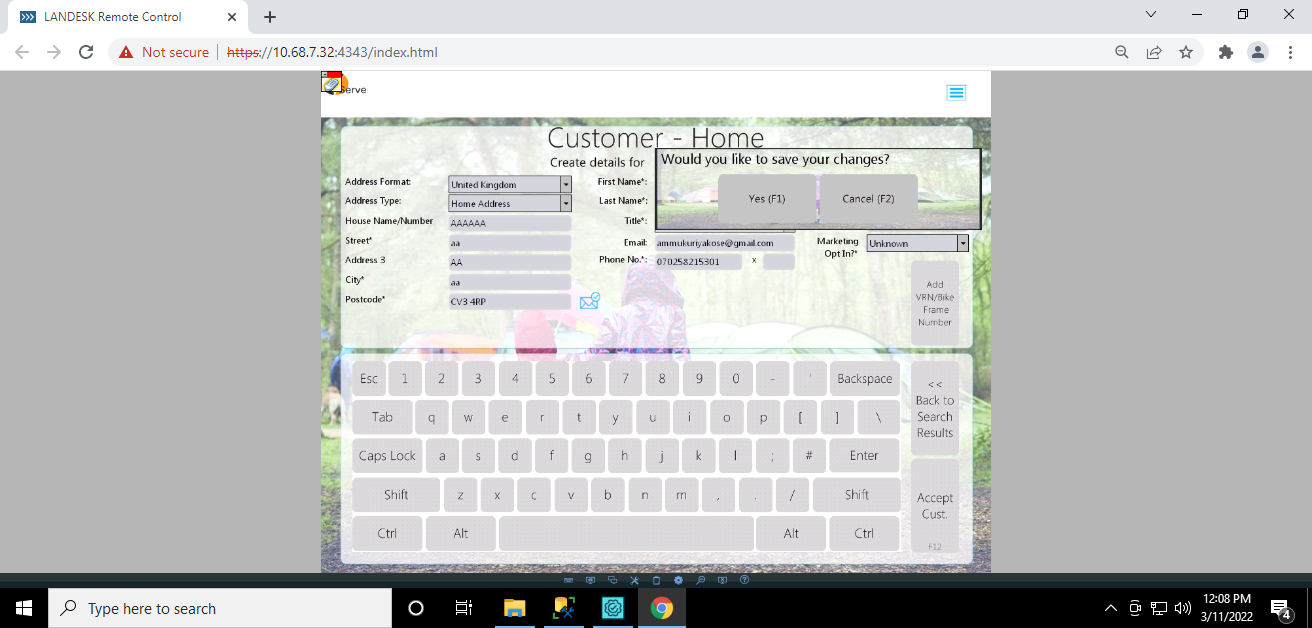 LANDESK Remote Control
Not secure
https://10.68.7.32:4343/index.html
serve
Customer - Home
Create details for
Would you like to save your changes?
Yes (F1)
Cancel (F2)
Address Format:
United Kingdom
First Name*:
Address Type:
Home Address
Last Name*:
House Name/Number
AAAAAA
Title*:
Street*
aa
Email:
ammukuriyakose@gmail.com
Marketing
Opt In?*
Unknown
Address 3
AA
Phone No.*:
070258215301
x
City*
aa
Postcode*
CV3 4RP
Add
VRN/Bike
Frame
Number
Esc 1 2 3 4 5 6 7 8 9 0 - ' Backspace
Tab q w e r t y u i o p [ ] \
Caps Lock a s d f g h j k l ; # Enter
Shift z x c v b n m , . / Shift
Ctrl Alt Alt Ctrl
<<
Back to
Search
Results
Accept
Cust.
F12
Type here to search
12:08 PM
3/11/2022
4